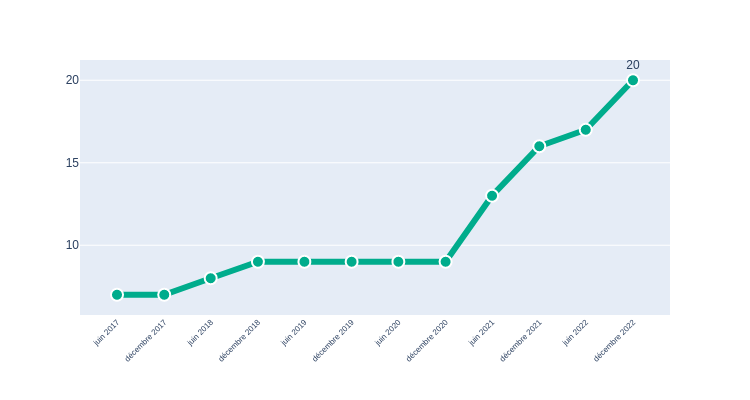 20
20
15
10
juin 2017
décembre 2017
juin 2018
décembre 2018
juin 2019
décembre 2019
juin 2020
décembre 2020
juin 2021
décembre 2021
juin 2022
décembre 2022